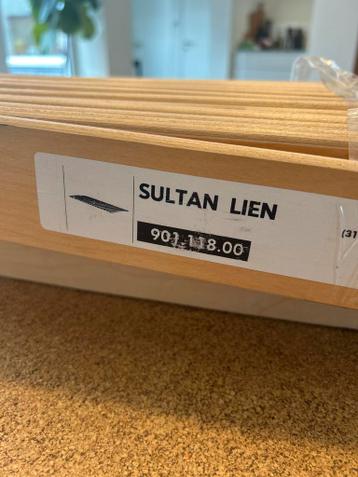 SULTAN LIEN
901.118.00
(31